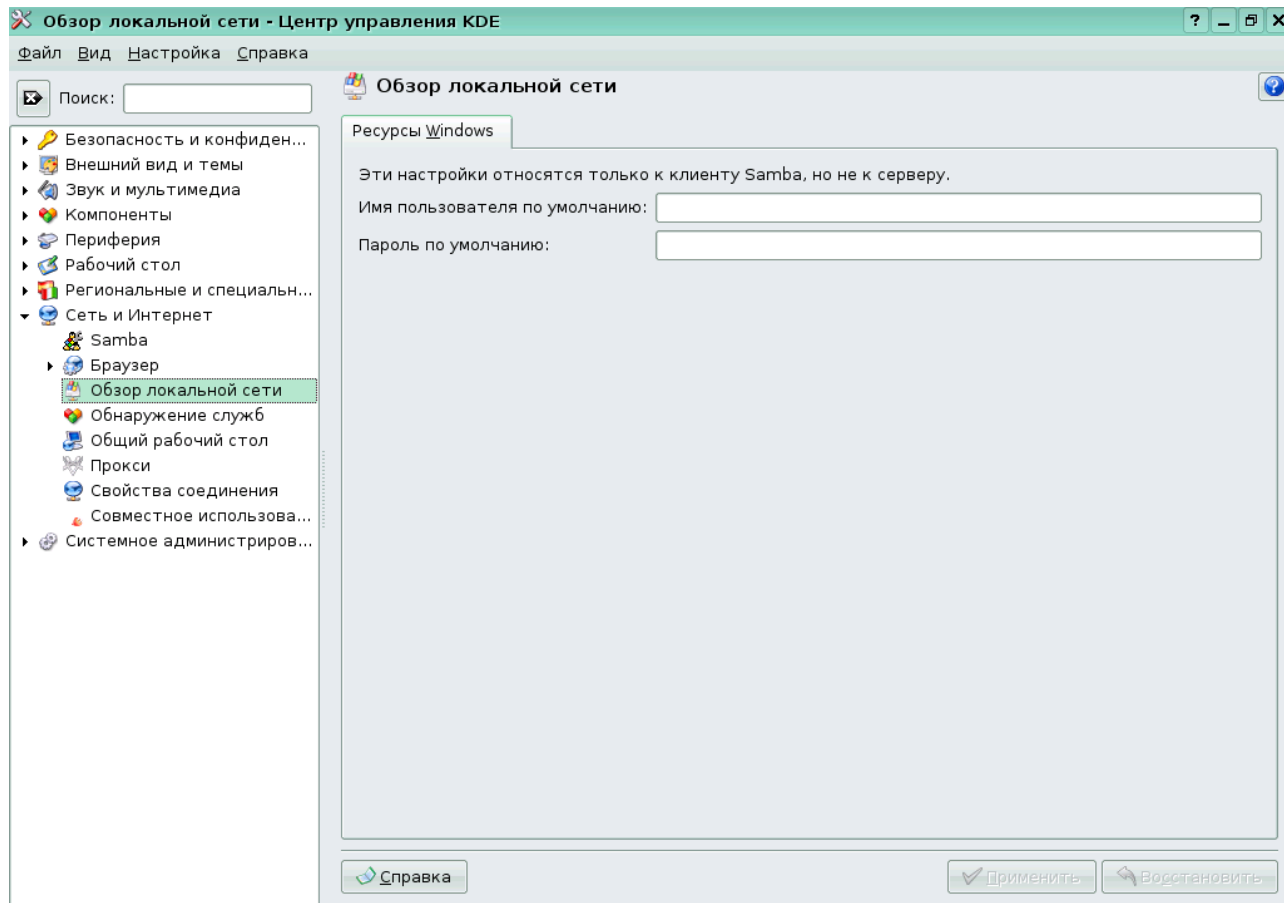 Обзор локальной сети - Центр управления KDE
Файл Вид Настройка Справка
Поиск:
Безопасность и конфиден...
Внешний вид и темы
Звук и мультимедиа
Компоненты
Периферия
Рабочий стол
Региональные и специальн...
Сеть и Интернет
Samba
Браузер
Обзор локальной сети
Обнаружение служб
Общий рабочий стол
Прокси
Свойства соединения
Совместное использова...
Системное администриров...
Обзор локальной сети
Ресурсы Windows
Эти настройки относятся только к клиенту Samba, но не к серверу.
Имя пользователя по умолчанию:
Пароль по умолчанию:
Справка
Применить
Восстановить